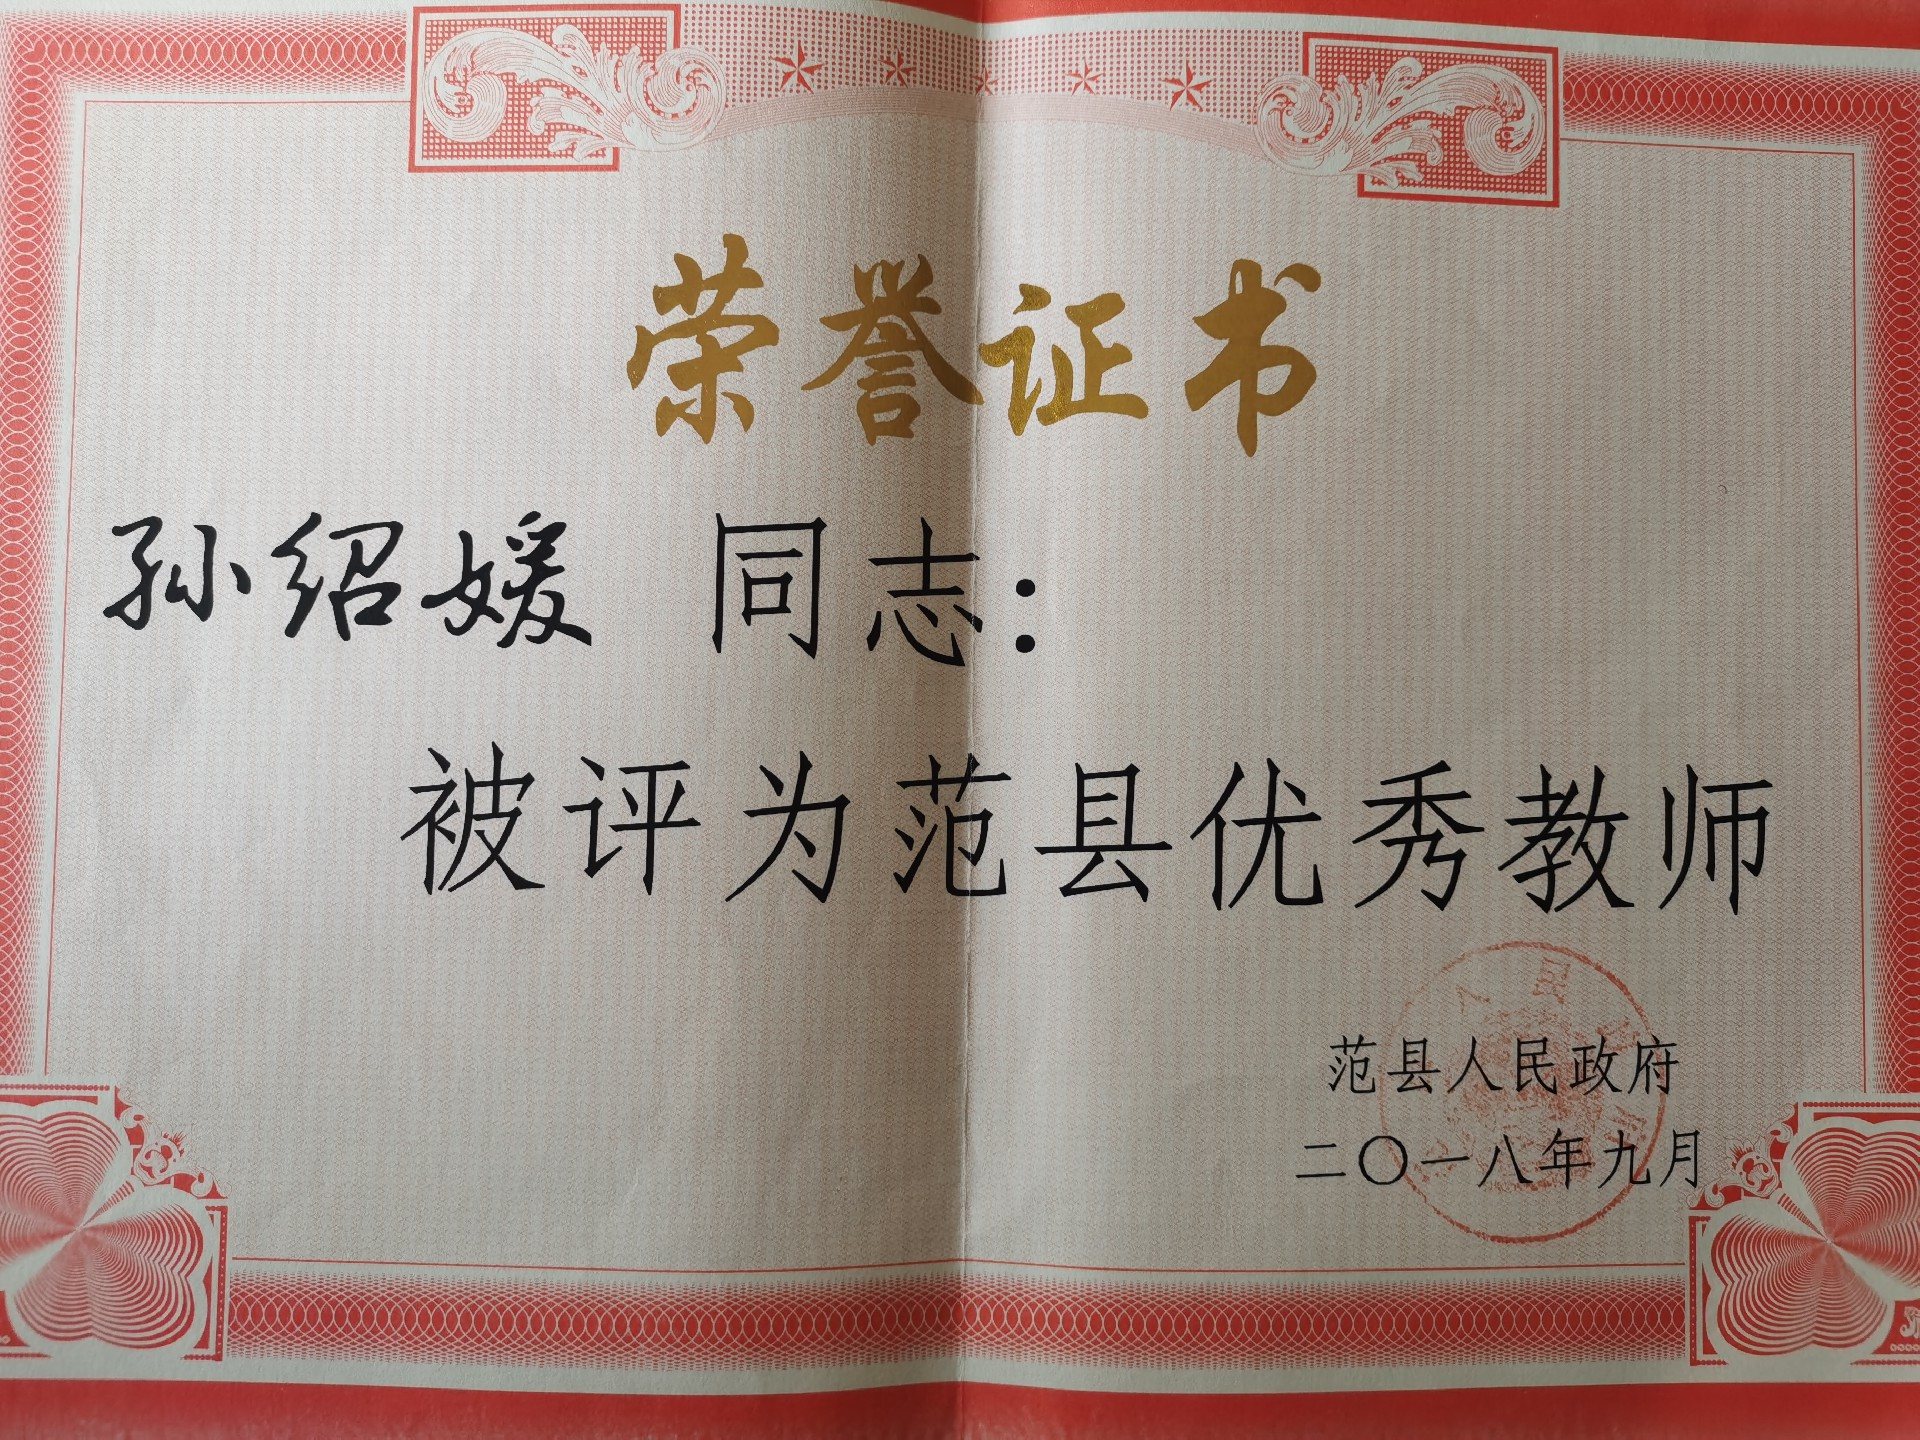 荣誉证书
孙绍媛 同志：
被评为范县优秀教师
范县人民政府
二〇一八年九月